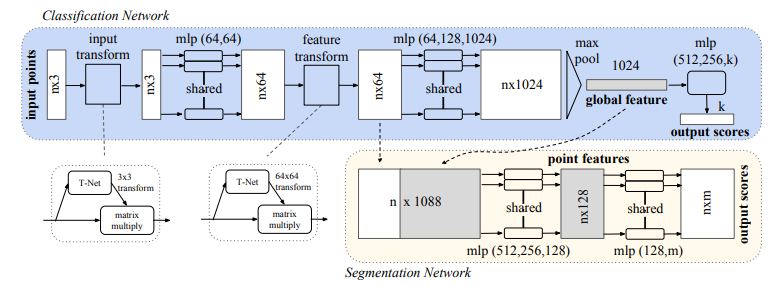 Classification Network
input points
nx3
input
transform
nx3
mlp (64,64)
shared
nx64
feature
transform
nx64
mlp (64,128,1024)
shared
nx1024
max
pool
1024
global feature
mlp
(512,256,k)
k
output scores
T-Net
3x3
transform
matrix
multiply
T-Net
64x64
transform
matrix
multiply
point features
n x 1088
shared
mlp (512,256,128)
nx128
shared
mlp (128,m)
nxm
output scores
Segmentation Network